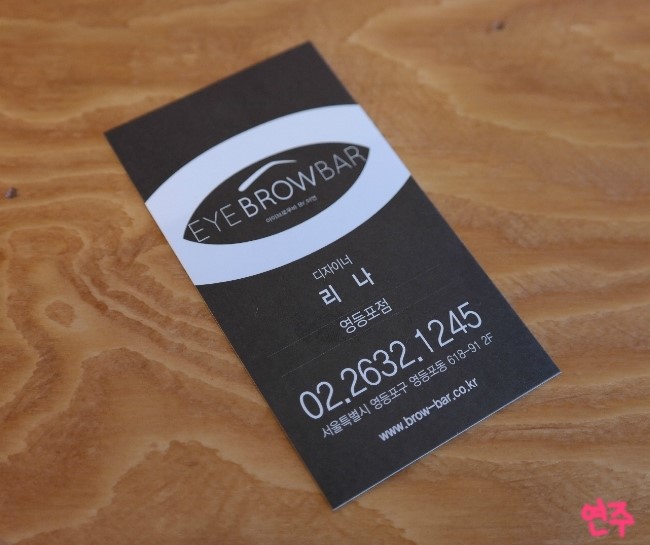 EYEBROWBAR
디자이너
리 나
영등포점
02.2632.1245
서울특별시 영등포구 영등포동 618-91 2F
www.brow-bar.co.kr
연주